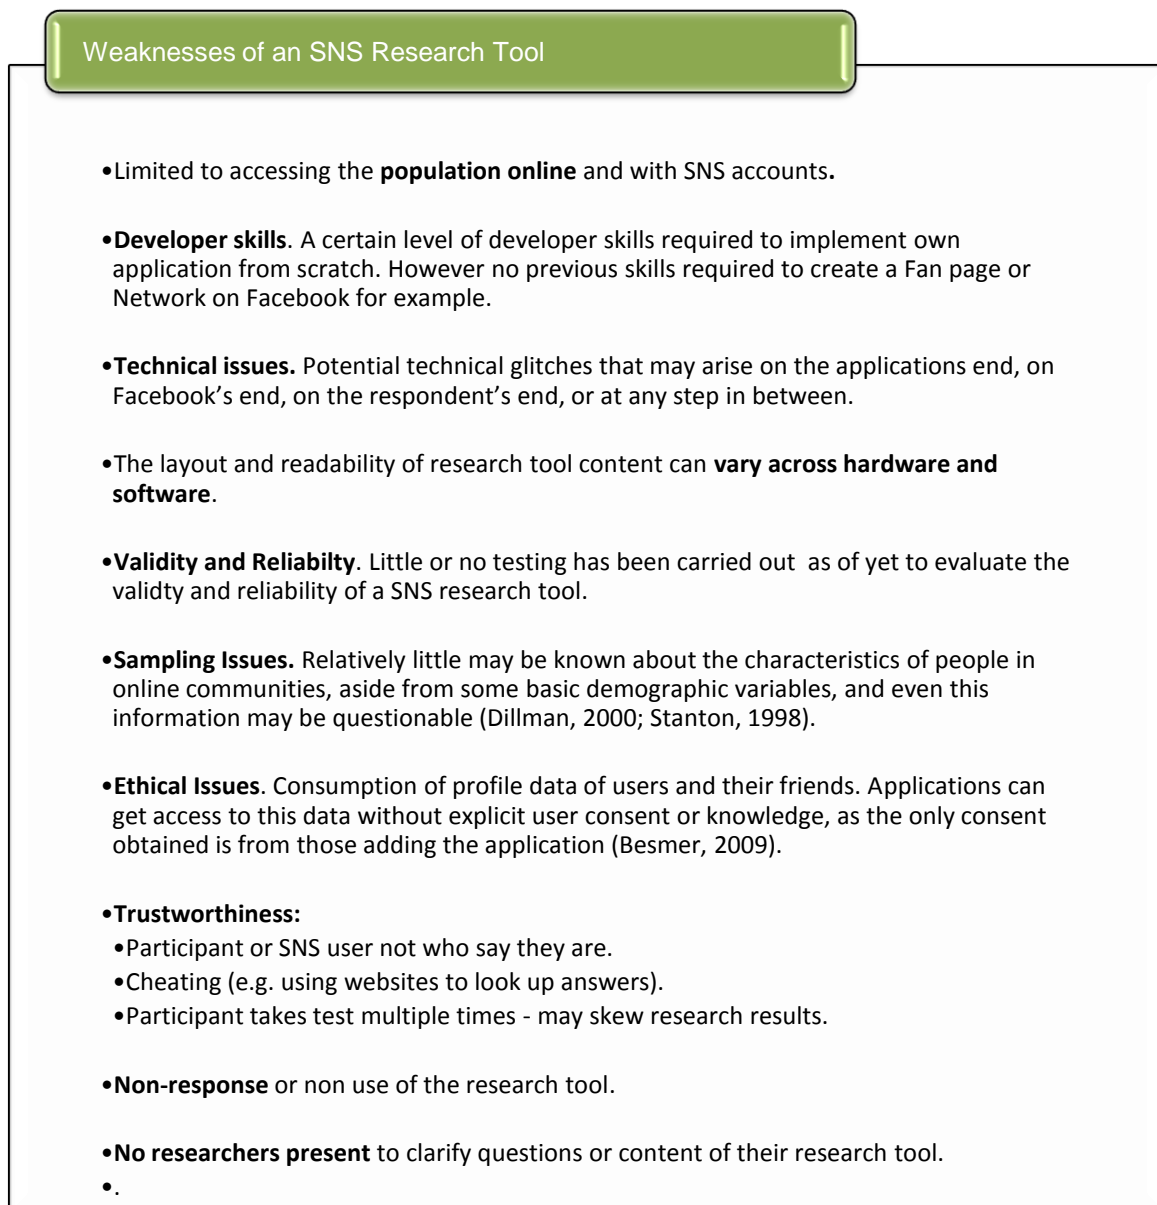 Weaknesses of an SNS Research Tool
•Limited to accessing the population online and with SNS accounts.
•Developer skills. A certain level of developer skills required to implement own
application from scratch. However no previous skills required to create a Fan page or
Network on Facebook for example.
•Technical issues. Potential technical glitches that may arise on the applications end, on
Facebook’s end, on the respondent’s end, or at any step in between.
•The layout and readability of research tool content can vary across hardware and
software.
•Validity and Reliabilty. Little or no testing has been carried out as of yet to evaluate the
validty and reliability of a SNS research tool.
•Sampling Issues. Relatively little may be known about the characteristics of people in
online communities, aside from some basic demographic variables, and even this
information may be questionable (Dillman, 2000; Stanton, 1998).
•Ethical Issues. Consumption of profile data of users and their friends. Applications can
get access to this data without explicit user consent or knowledge, as the only consent
obtained is from those adding the application (Besmer, 2009).
•Trustworthiness:
•Participant or SNS user not who say they are.
•Cheating (e.g. using websites to look up answers).
•Participant takes test multiple times - may skew research results.
•Non-response or non use of the research tool.
•No researchers present to clarify questions or content of their research tool.
•.